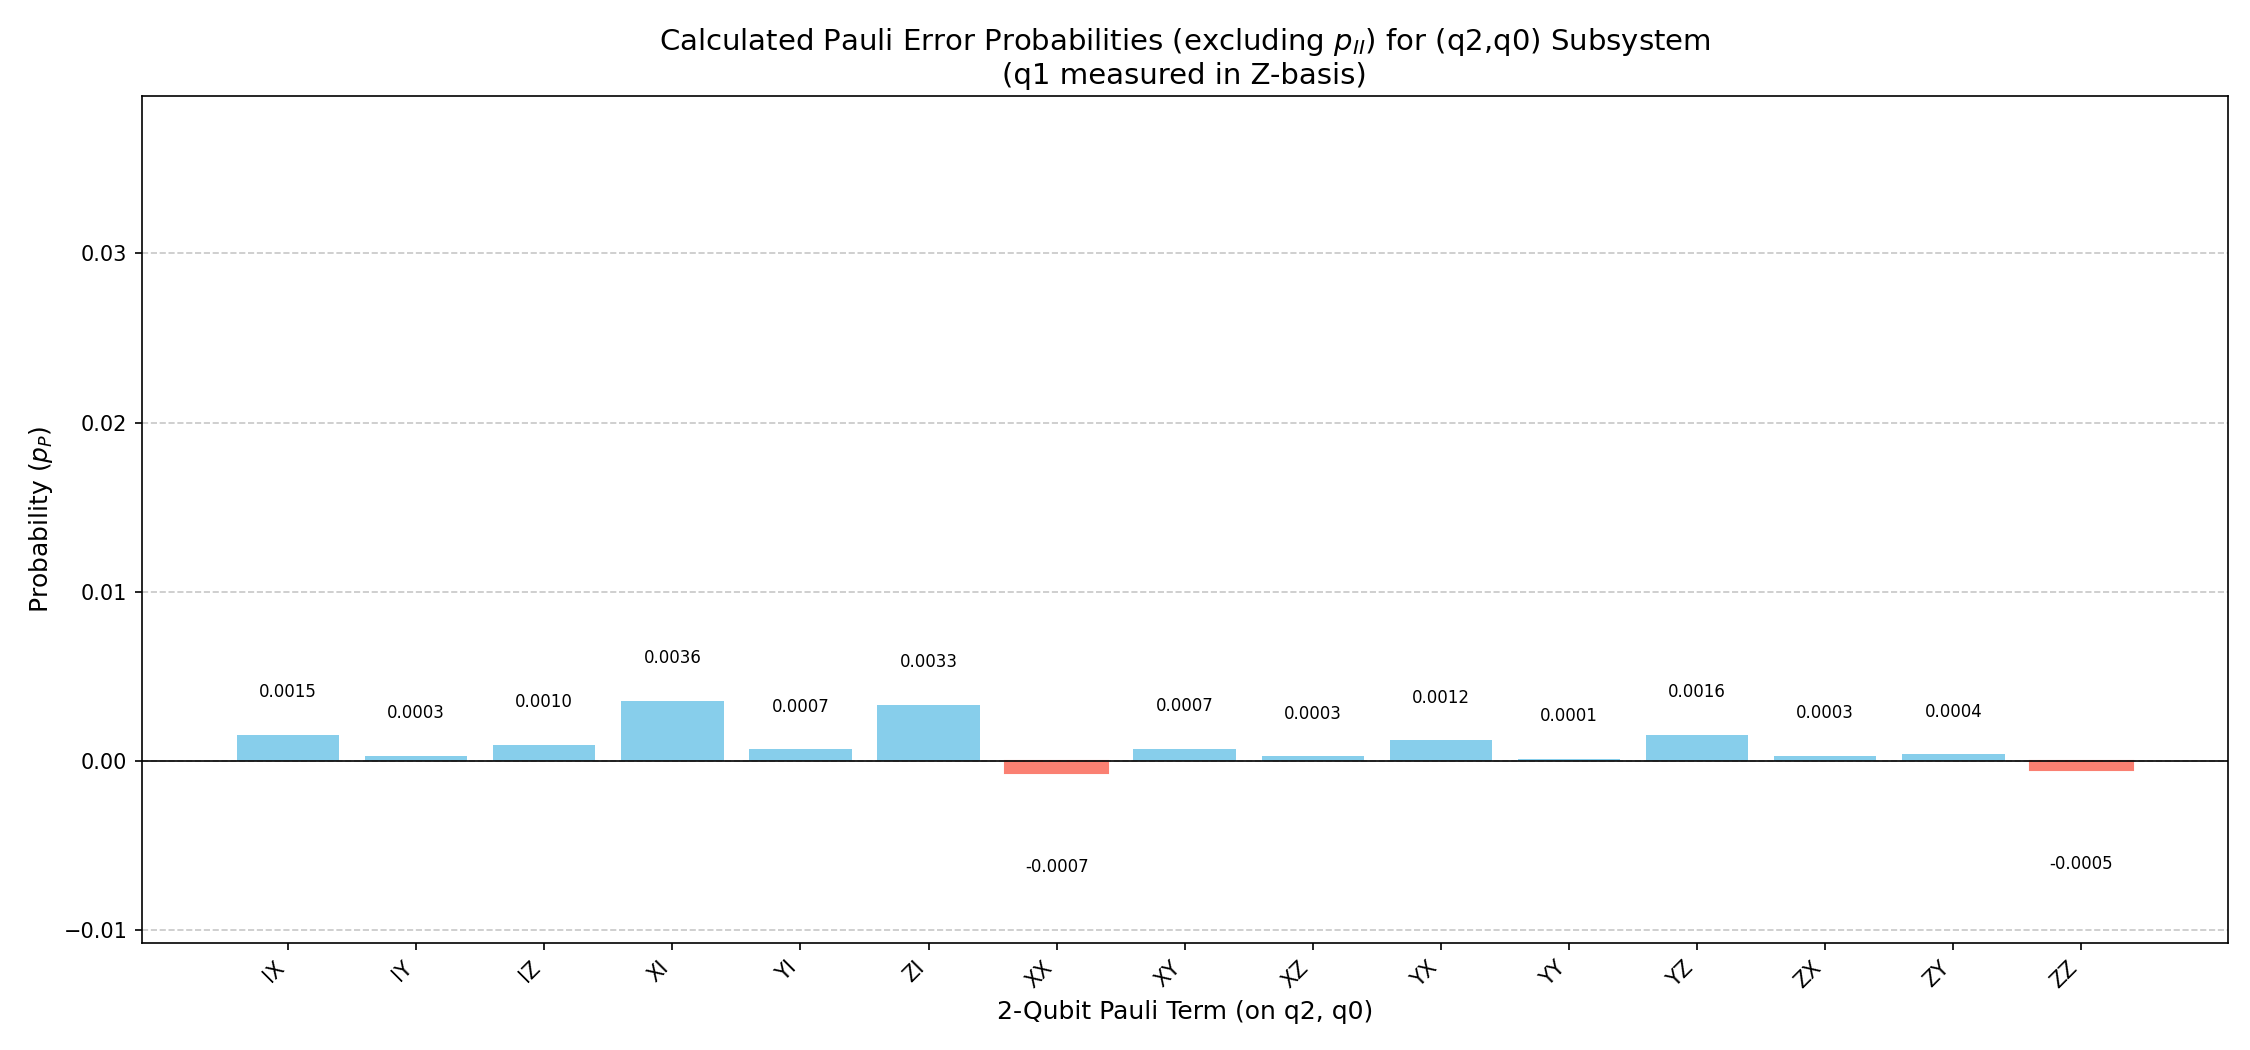 Calculated Pauli Error Probabilities (excluding p_II) for (q2,q0) Subsystem
(q1 measured in Z-basis)
Probability (p_P)
0.03
0.02
0.01
0.00
−0.01
0.0015
0.0003
0.0010
0.0036
0.0007
0.0033
-0.0007
0.0007
0.0003
0.0012
0.0001
0.0016
0.0003
0.0004
-0.0005
IX
IY
IZ
XI
YI
ZI
XX
XY
XZ
YX
YY
YZ
ZX
ZY
ZZ
2-Qubit Pauli Term (on q2, q0)